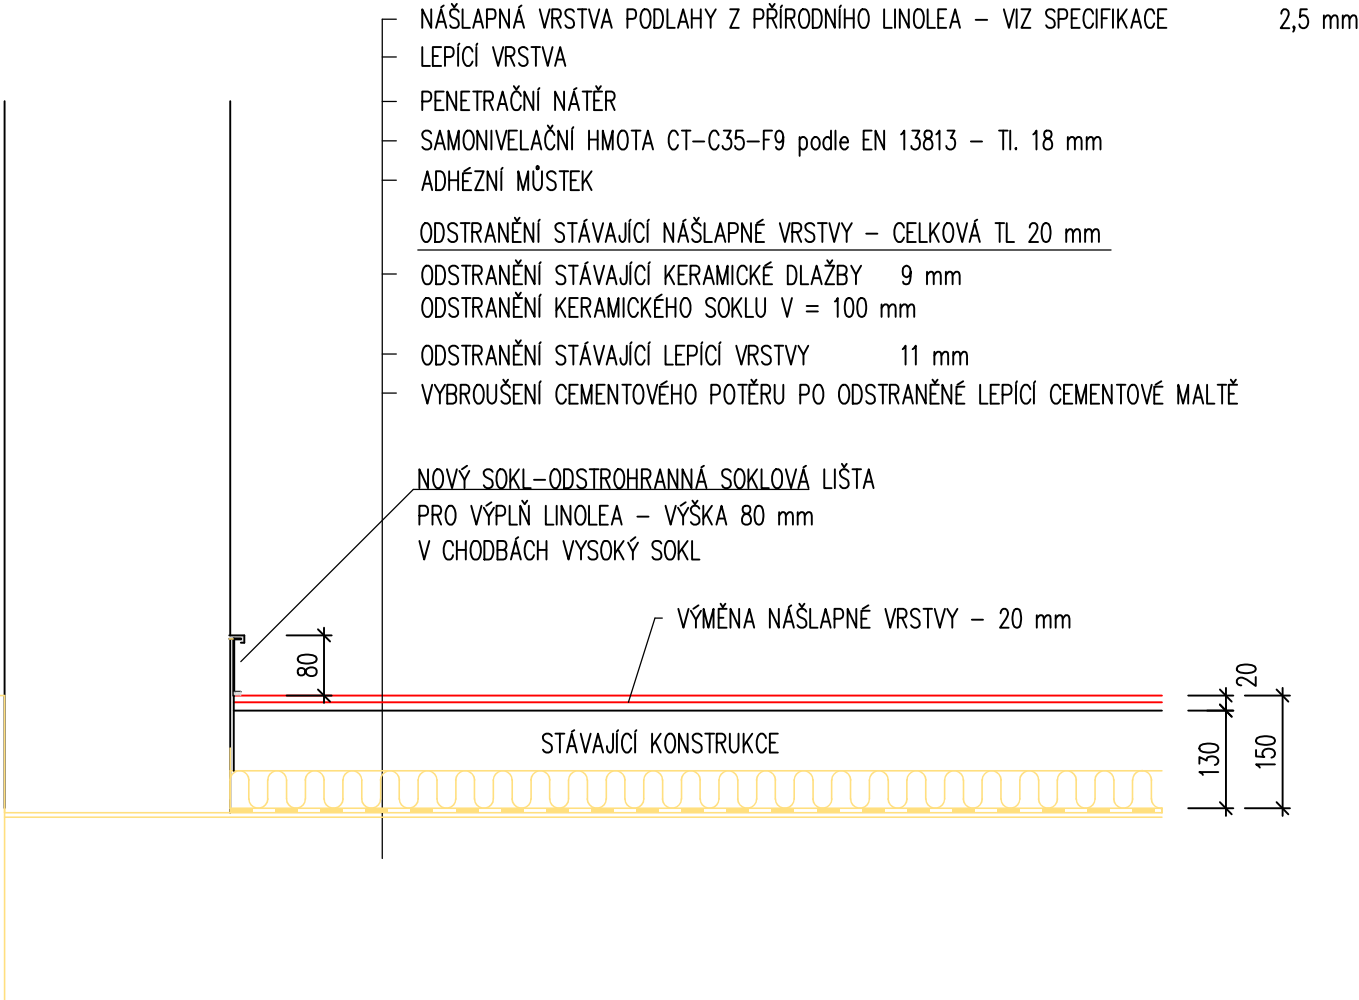 NÁŠLAPNÁ VRSTVA PODLAHY Z PŘÍRODNÍHO LINOLEA – VIZ SPECIFIKACE 2,5 mm
LEPÍCÍ VRSTVA
PENETRAČNÍ NÁTĚR
SAMONIVELAČNÍ HMOTA CT–C35–F9 podle EN 13813 – Tl. 18 mm
ADHÉZNÍ MŮSTEK
ODSTRANĚNÍ STÁVAJÍCÍ NÁŠLAPNÉ VRSTVY – CELKOVÁ TL 20 mm
ODSTRANĚNÍ STÁVAJÍCÍ KERAMICKÉ DLAŽBY 9 mm
ODSTRANĚNÍ KERAMICKÉHO SOKLU V = 100 mm
ODSTRANĚNÍ STÁVAJÍCÍ LEPÍCÍ VRSTVY 11 mm
VYBROUŠENÍ CEMENTOVÉHO POTĚRU PO ODSTRANĚNÉ LEPÍCÍ CEMENTOVÉ MALTĚ
NOVÝ SOKL–ODSTROHRANNÁ SOKLOVÁ LIŠTA
PRO VÝPLŇ LINOLEA – VÝŠKA 80 mm
V CHODBÁCH VYSOKÝ SOKL
VÝMĚNA NÁŠLAPNÉ VRSTVY – 20 mm
80
20
STÁVAJÍCÍ KONSTRUKCE
130
150